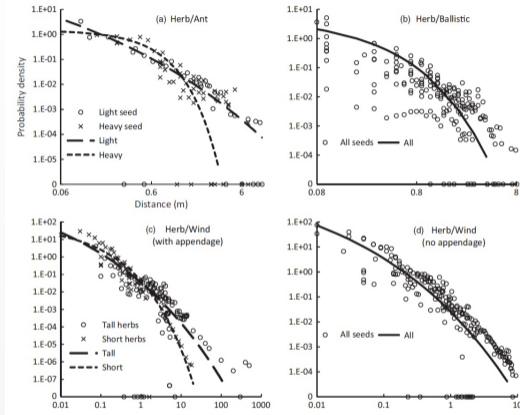 (a) Herb/Ant
1.E+01
1.E+00
1.E-01
1.E-02
1.E-03
1.E-04
1.E-05
0
Probability density
Light seed
Heavy seed
Light
Heavy
0.06
0.6
6
Distance (m)
(b) Herb/Ballistic
1.E+01
1.E+00
1.E-01
1.E-02
1.E-03
1.E-04
0
All seeds
All
0.08
0.8
8
(c) Herb/Wind
(with appendage)
1.E+02
1.E+01
1.E+00
1.E-01
1.E-02
1.E-03
1.E-04
1.E-05
1.E-06
1.E-07
0
Tall herbs
Short herbs
Tall
Short
0.01
0.1
1
10
100
1000
(d) Herb/Wind
(no appendage)
1.E+02
1.E+01
1.E+00
1.E-01
1.E-02
1.E-03
1.E-04
0
All seeds
All
0.01
0.1
1